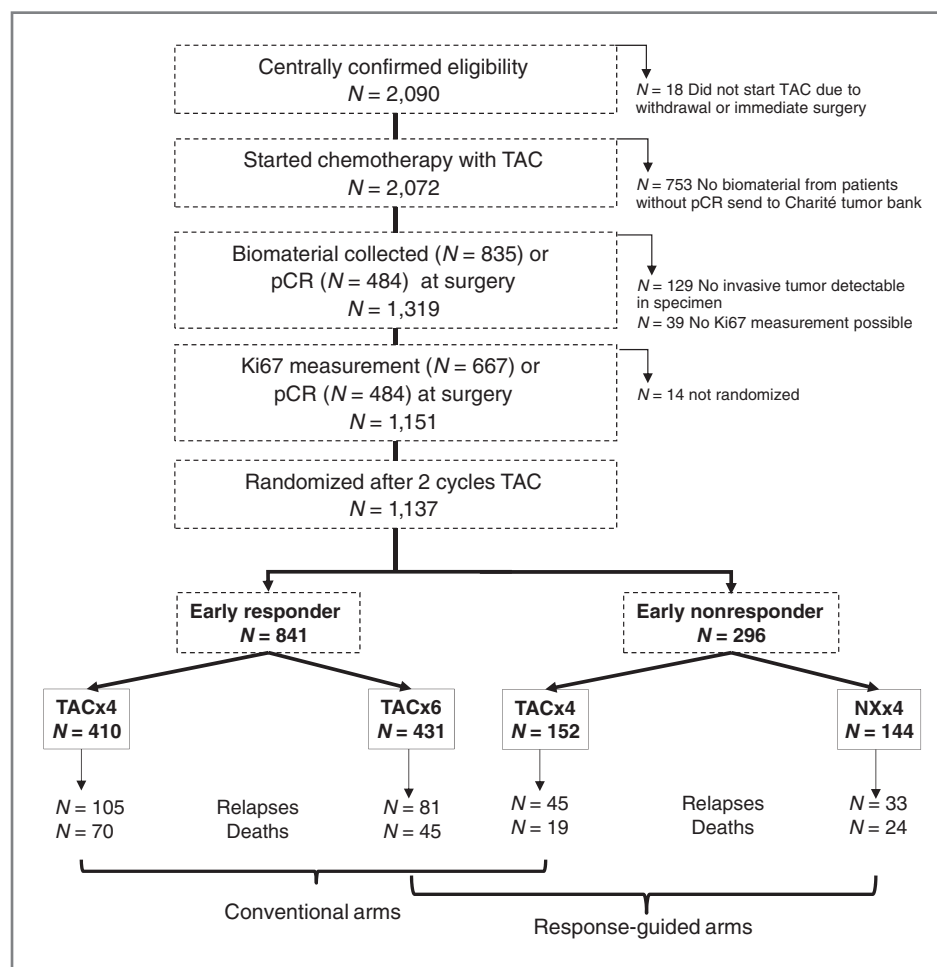 Centrally confirmed eligibility
N = 2,090
N = 18 Did not start TAC due to
withdrawal or immediate surgery
Started chemotherapy with TAC
N = 2,072
N = 753 No biomaterial from patients
without pCR send to Charité tumor bank
Biomaterial collected (N = 835) or
pCR (N = 484) at surgery
N = 1,319
N = 129 No invasive tumor detectable
in specimen
N = 39 No Ki67 measurement possible
Ki67 measurement (N = 667) or
pCR (N = 484) at surgery
N = 1,151
N = 14 not randomized
Randomized after 2 cycles TAC
N = 1,137
Early responder
N = 841
Early nonresponder
N = 296
TACx4
N = 410
TACx6
N = 431
TACx4
N = 152
NXx4
N = 144
N = 105 Relapses N = 81 N = 45 Relapses N = 33
N = 70 Deaths N = 45 N = 19 Deaths N = 24
Conventional arms
Response-guided arms